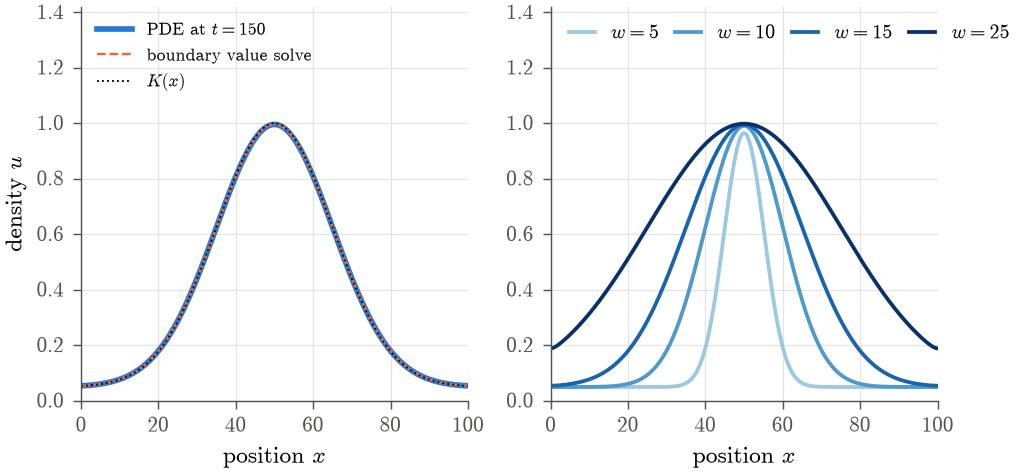 1.4
1.2
1.0
0.8
0.6
0.4
0.2
0.0
density u
PDE at t = 150
boundary value solve
K(x)
0 20 40 60 80 100
position x
1.4
1.2
1.0
0.8
0.6
0.4
0.2
0.0
w = 5 w = 10 w = 15 w = 25
0 20 40 60 80 100
position x